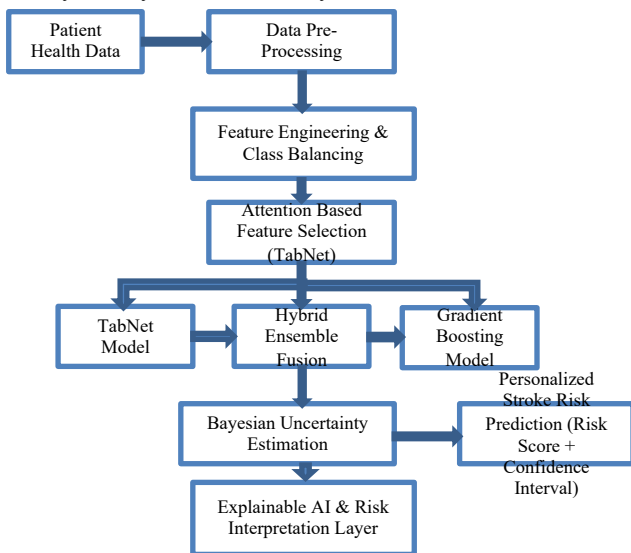 Patient
Health Data
Data Pre-
Processing
Feature Engineering &
Class Balancing
Attention Based
Feature Selection
(TabNet)
TabNet
Model
Hybrid
Ensemble
Fusion
Gradient
Boosting
Model
Bayesian Uncertainty
Estimation
Personalized
Stroke Risk
Prediction (Risk
Score +
Confidence
Interval)
Explainable AI & Risk
Interpretation Layer